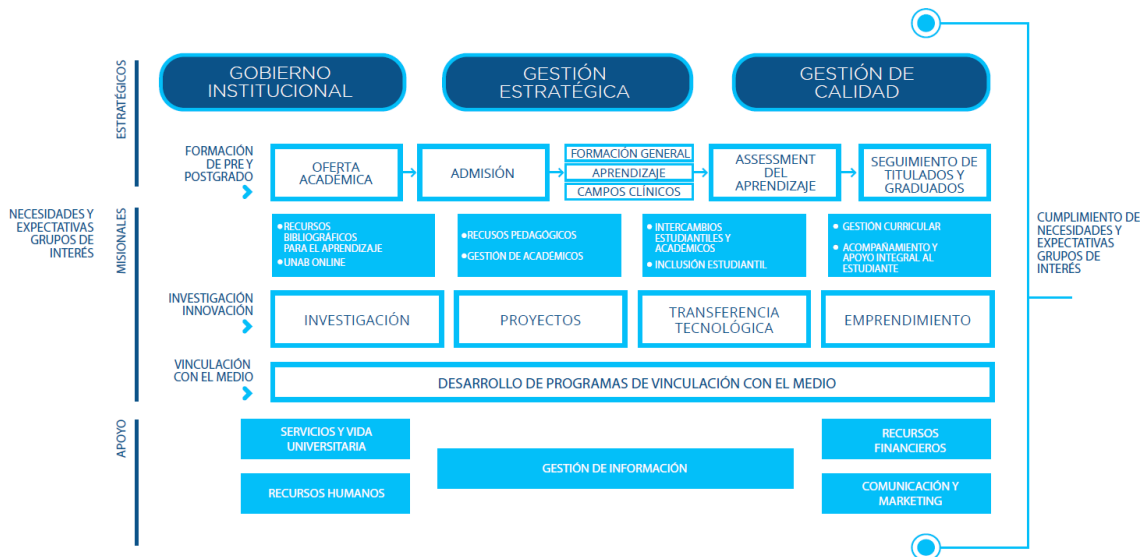 NECESIDADES Y
EXPECTATIVAS
GRUPOS DE
INTERÉS
ESTRATÉGICOS
GOBIERNO
INSTITUCIONAL
GESTIÓN
ESTRATÉGICA
GESTIÓN DE
CALIDAD
FORMACIÓN
DE PRE Y
POSTGRADO
OFERTA
ACADÉMICA
ADMISIÓN
FORMACIÓN GENERAL
APRENDIZAJE
CAMPOS CLÍNICOS
ASSESSMENT
DEL
APRENDIZAJE
SEGUIMIENTO DE
TITULADOS Y
GRADUADOS
MISIONALES
•RECURSOS
BIBLIOGRÁFICOS
PARA EL APRENDIZAJE
•UNAB ONLINE
•RECUSOS PEDAGÓGICOS
•GESTIÓN DE ACADÉMICOS
•INTERCAMBIOS
ESTUDIANTILES Y
ACADÉMICOS
•INCLUSIÓN ESTUDIANTIL
•GESTIÓN CURRICULAR
•ACOMPAÑAMIENTO Y
APOYO INTEGRAL AL
ESTUDIANTE
INVESTIGACIÓN
INNOVACIÓN
INVESTIGACIÓN
PROYECTOS
TRANSFERENCIA
TECNOLÓGICA
EMPRENDIMIENTO
VINCULACIÓN
CON EL MEDIO
DESARROLLO DE PROGRAMAS DE VINCULACIÓN CON EL MEDIO
APOYO
SERVICIOS Y VIDA
UNIVERSITARIA
RECURSOS HUMANOS
GESTIÓN DE INFORMACIÓN
RECURSOS
FINANCIEROS
COMUNICACIÓN Y
MARKETING
CUMPLIMIENTO DE
NECESIDADES Y
EXPECTATIVAS
GRUPOS DE
INTERÉS